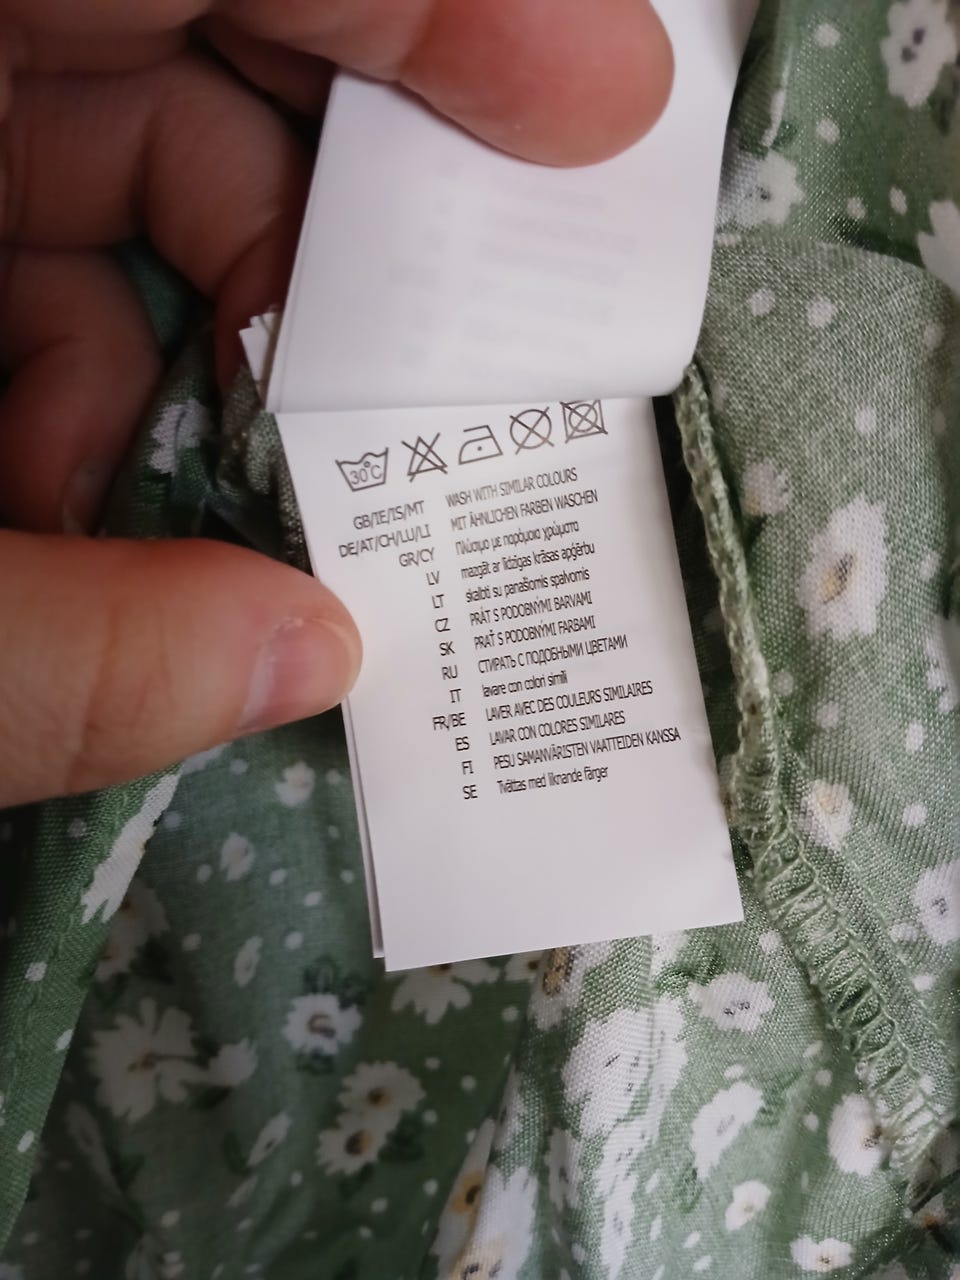 30°C
GB/IE/IS/MT WASH WITH SIMILAR COLOURS
DE/AT/CH/LU/LI MIT ÄHNLICHEN FARBEN WASCHEN
GR/CY Πλύσιμο με παρόμοια χρώματα
LV mazgāt ar līdzīgas krāsas apģērbu
LT skalbti su panašiomis spalvomis
CZ PRÁT S PODOBNÝMI BARVAMI
SK PRAŤ S PODOBNÝMI FARBAMI
RU СТИРАТЬ С ПОДОБНЫМИ ЦВЕТАМИ
IT lavare con colori simili
FR/BE LAVER AVEC DES COULEURS SIMILAIRES
ES LAVAR CON COLORES SIMILARES
FI PESU SAMANVÄRISTEN VAATTEIDEN KANSSA
SE Tvättas med liknande färger